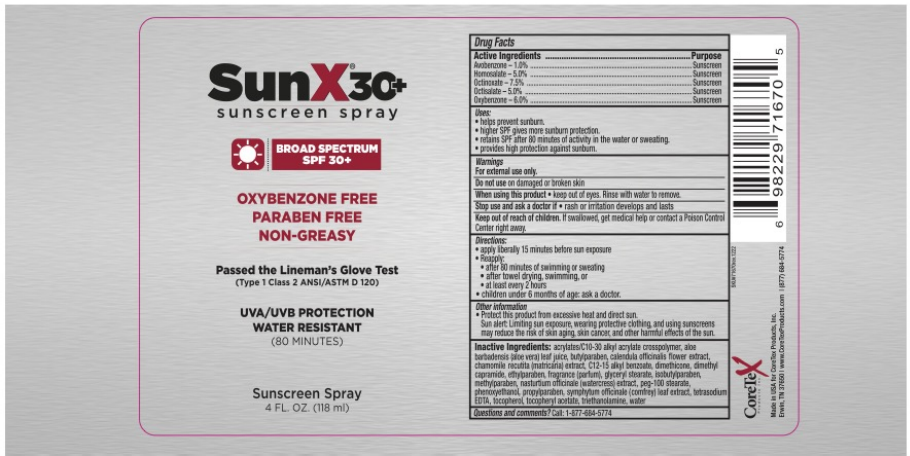 SunX® 30+
sunscreen spray
BROAD SPECTRUM
SPF 30+
OXYBENZONE FREE
PARABEN FREE
NON-GREASY
Passed the Lineman's Glove Test
(Type 1 Class 2 ANSI/ASTM D 120)
UVA/UVB PROTECTION
WATER RESISTANT
(80 MINUTES)
Sunscreen Spray
4 FL. OZ. (118 ml)
Drug Facts
Active Ingredients ........ Purpose
Avobenzone – 1.0% ........ Sunscreen
Homosalate – 5.0% ........ Sunscreen
Octinoxate – 7.5% ........ Sunscreen
Octisalate – 5.0% ........ Sunscreen
Oxybenzone – 6.0% ........ Sunscreen
Uses:
• helps prevent sunburn.
• higher SPF gives more sunburn protection.
• retains SPF after 80 minutes of activity in the water or sweating.
• provides high protection against sunburn.
Warnings
For external use only.
Do not use on damaged or broken skin
When using this product • keep out of eyes. Rinse with water to remove.
Stop use and ask a doctor if • rash or irritation develops and lasts
Keep out of reach of children. If swallowed, get medical help or contact a Poison Control
Center right away.
Directions:
• apply liberally 15 minutes before sun exposure
• Reapply:
• after 80 minutes of swimming or sweating
• after towel drying, swimming, or
• at least every 2 hours
• children under 6 months of age: ask a doctor.
Other information
• Protect this product from excessive heat and direct sun.
Sun alert: Limiting sun exposure, wearing protective clothing, and using sunscreens
may reduce the risk of skin aging, skin cancer, and other harmful effects of the sun.
Inactive Ingredients: acrylates/C10-30 alkyl acrylate crosspolymer, aloe
barbadensis (aloe vera) leaf juice, butylparaben, calendula officinalis flower extract,
chamomile recutita (matricaria) extract, C12-15 alkyl benzoate, dimethicone, dimethyl
capramide, ethylparaben, fragrance (parfum), glyceryl stearate, isobutylparaben,
methylparaben, nasturtium officinale (watercress) extract, peg-100 stearate,
phenoxyethanol, propylparaben, symphytum officinale (comfrey) leaf extract, tetrasodium
EDTA, tocopherol, tocopheryl acetate, triethanolamine, water
Questions and comments? Call: 1-877-684-5774
6 98229 71670 5
CoreTeX
Products Inc
Made in USA for CoreTex Products, Inc.
Erwin, TN 37650 | www.CoreTexProducts.com | (877) 684-5774